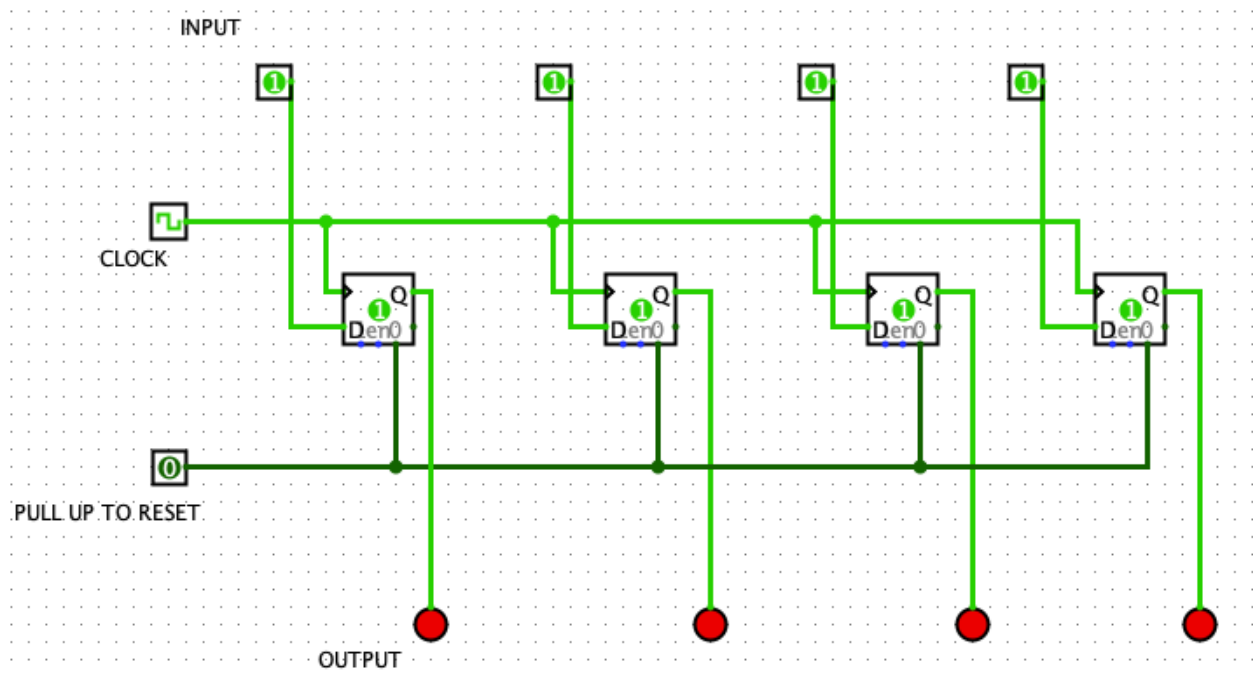 INPUT
1 1 1 1
CLOCK
Q Q Q Q
1 1 1 1
D en 0 D en 0 D en 0 D en 0
0
PULL UP TO RESET
OUTPUT